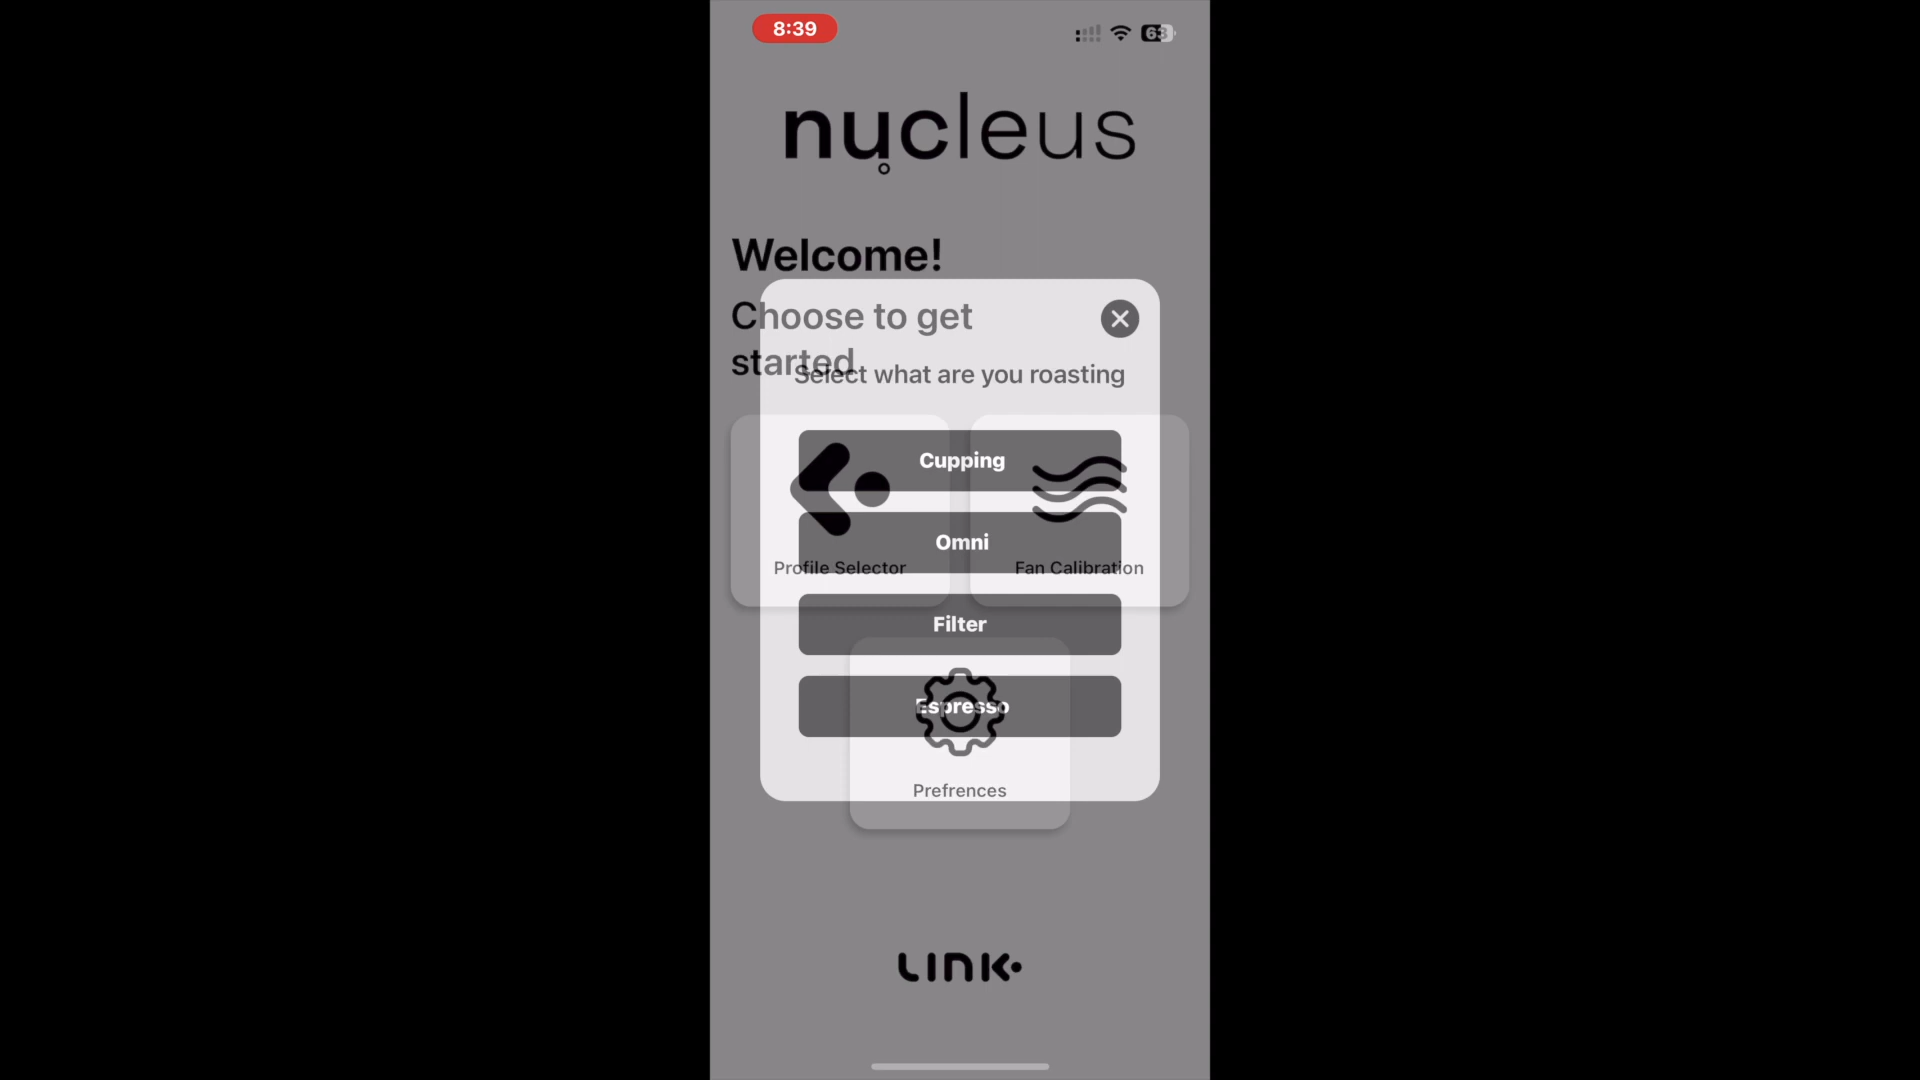 8:39
63
nucleus
Welcome!
Choose to get
started
Select what are you roasting
Cupping
Omni
Profile Selector
Fan Calibration
Filter
Espresso
Prefrences
LINK